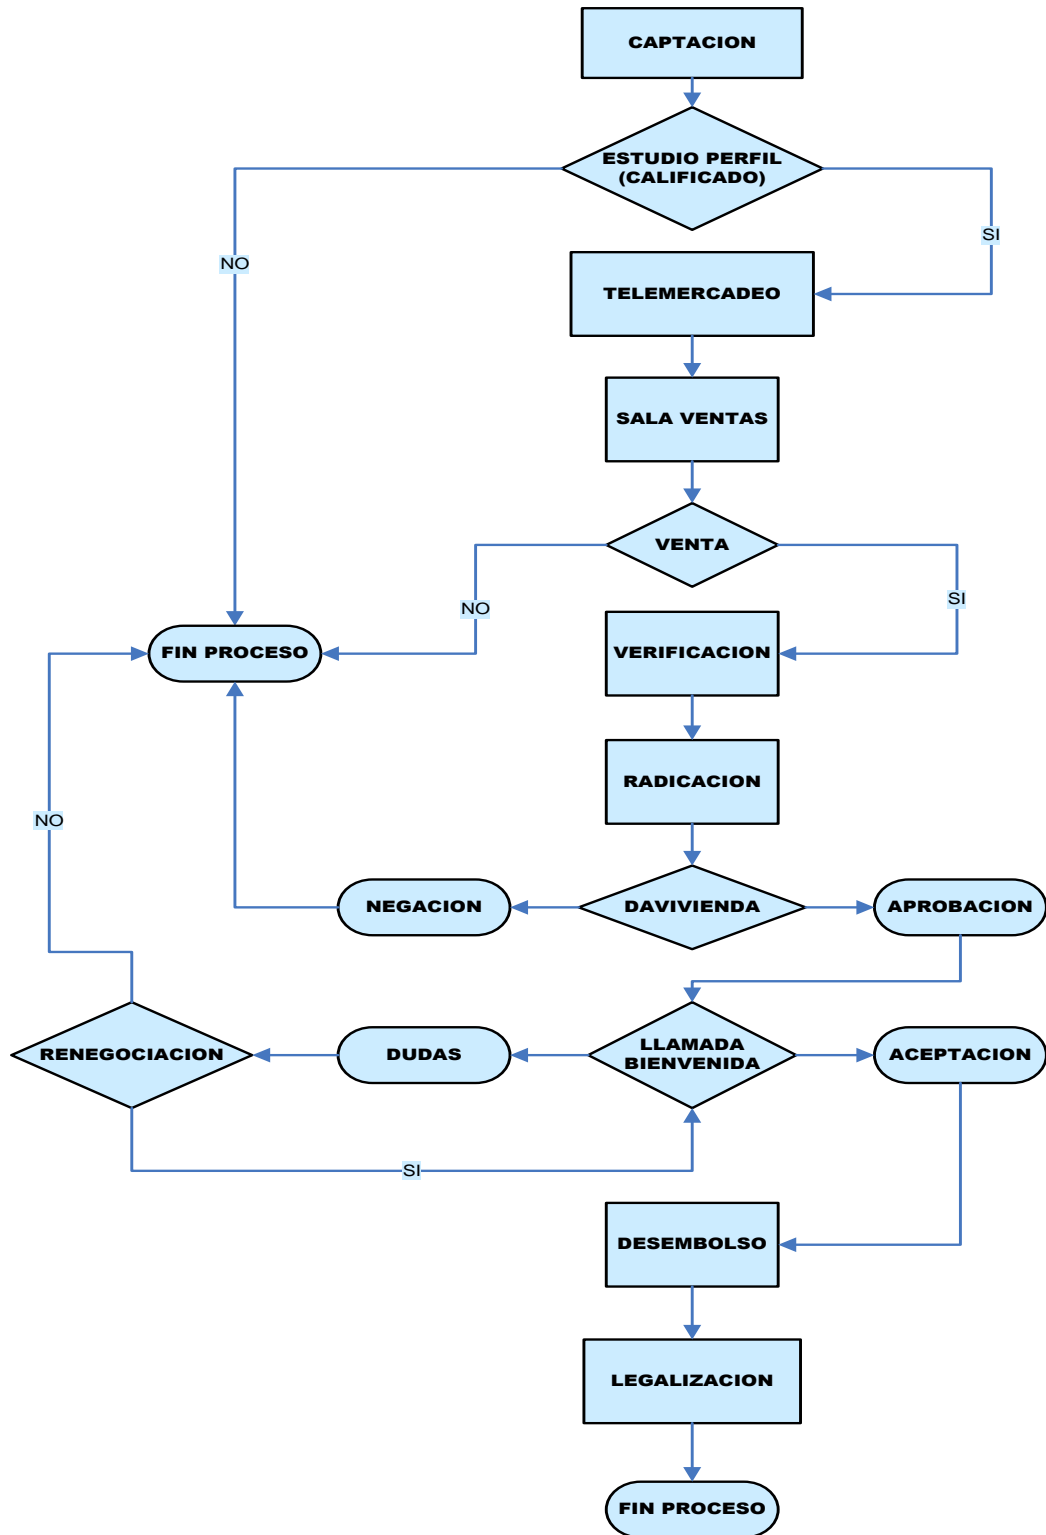 CAPTACION
ESTUDIO PERFIL
(CALIFICADO)
SI
NO
TELEMERCADEO
SALA VENTAS
VENTA
SI
NO
FIN PROCESO
VERIFICACION
RADICACION
NO
NEGACION
DAVIVIENDA
APROBACION
RENEGOCIACION
DUDAS
LLAMADA
BIENVENIDA
ACEPTACION
SI
DESEMBOLSO
LEGALIZACION
FIN PROCESO